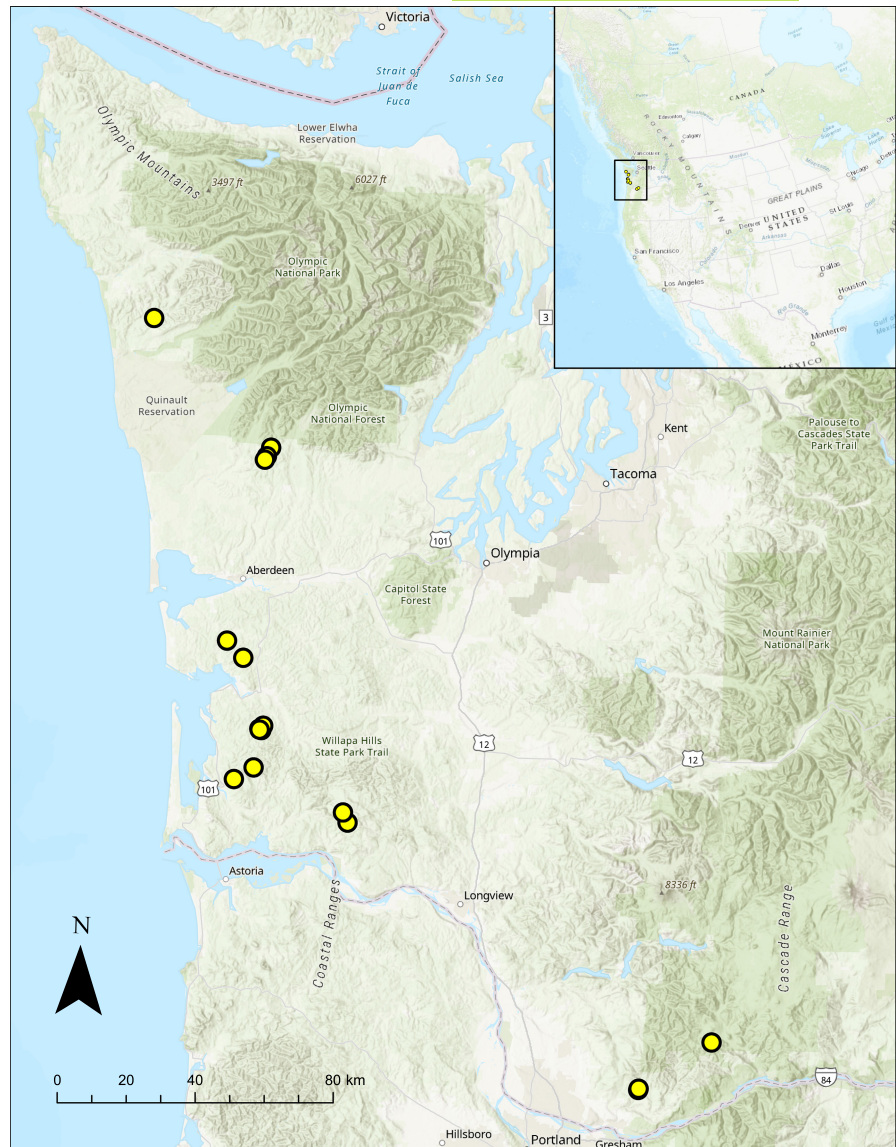 Victoria
Strait of
Juan de
Fuca
Salish Sea
Lower Elwha
Reservation
Olympic Mountains
3497 ft
6027 ft
Olympic
National Park
3
Quinault
Reservation
Olympic
National Forest
Kent
Palouse to
Cascades State
Park Trail
Tacoma
101
Olympia
Aberdeen
Capitol State
Forest
Mount Rainier
National Park
Willapa Hills
State Park Trail
12
12
101
Astoria
8336 ft
Longview
Coastal Ranges
Cascade Range
N
0 20 40 80 km
84
Hillsboro
Portland
Gresham
CANADA
Edmonton
Calgary
ROCKY MOUNTAINS
Vancouver
Seattle
GREAT PLAINS
UNITED
STATES
Denver
Chicago
St Louis
Arkansas
San Francisco
Los Angeles
Dallas
Houston
Rio Grande
Monterrey
MÉXICO